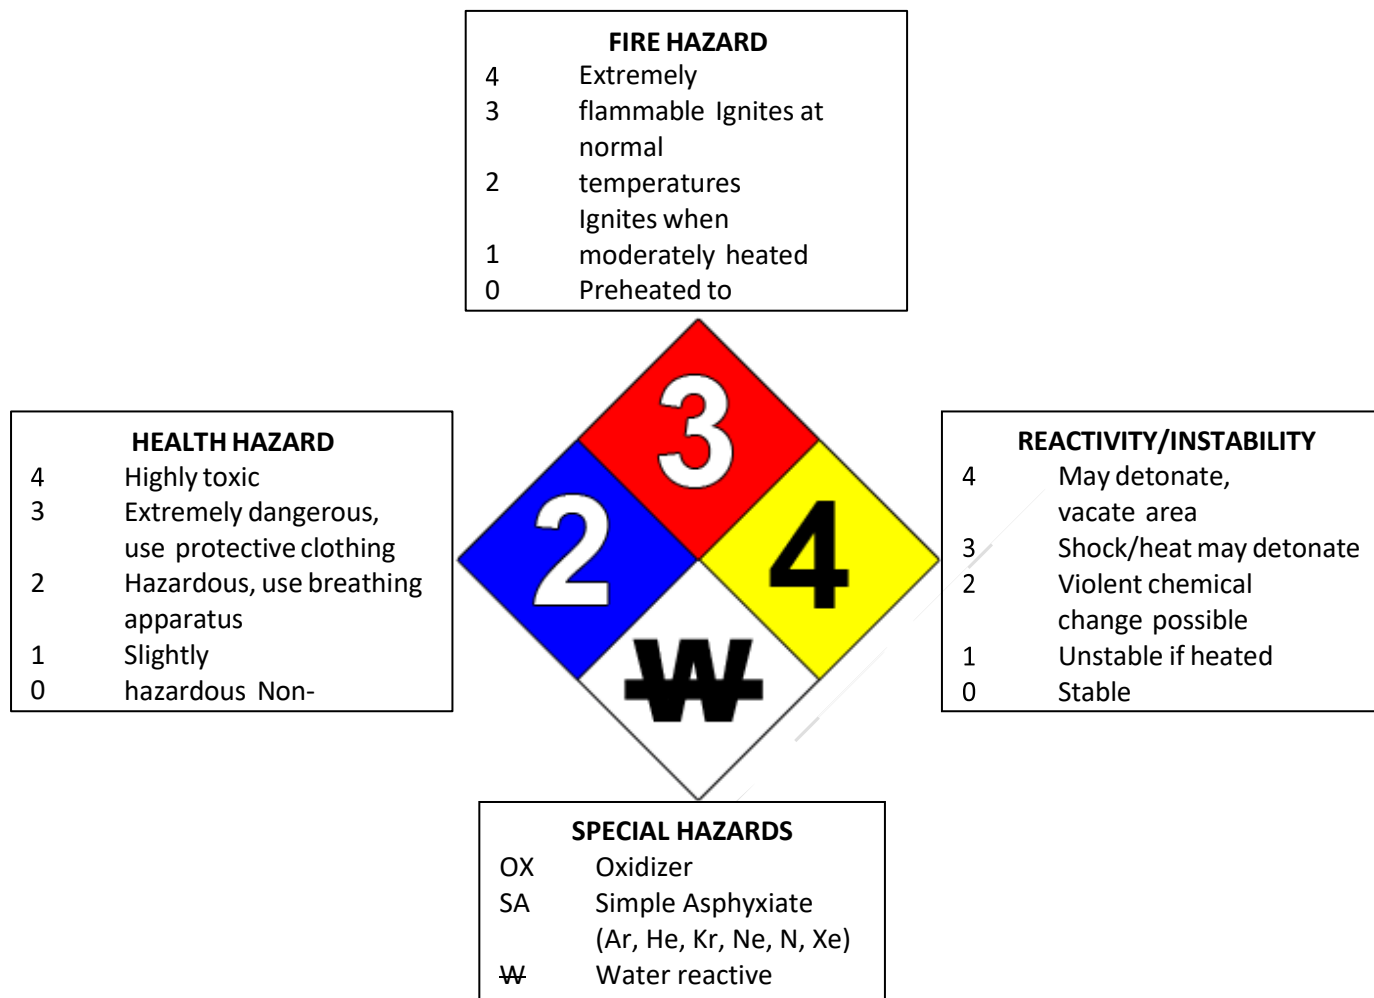 FIRE HAZARD
4 Extremely
3 flammable Ignites at
normal
2 temperatures
Ignites when
1 moderately heated
0 Preheated to
3
HEALTH HAZARD
4 Highly toxic
3 Extremely dangerous,
use protective clothing
2 Hazardous, use breathing
apparatus
1 Slightly
0 hazardous Non-
2
4
REACTIVITY/INSTABILITY
4 May detonate,
vacate area
3 Shock/heat may detonate
2 Violent chemical
change possible
1 Unstable if heated
0 Stable
W̶
SPECIAL HAZARDS
OX Oxidizer
SA Simple Asphyxiate
(Ar, He, Kr, Ne, N, Xe)
W̶ Water reactive